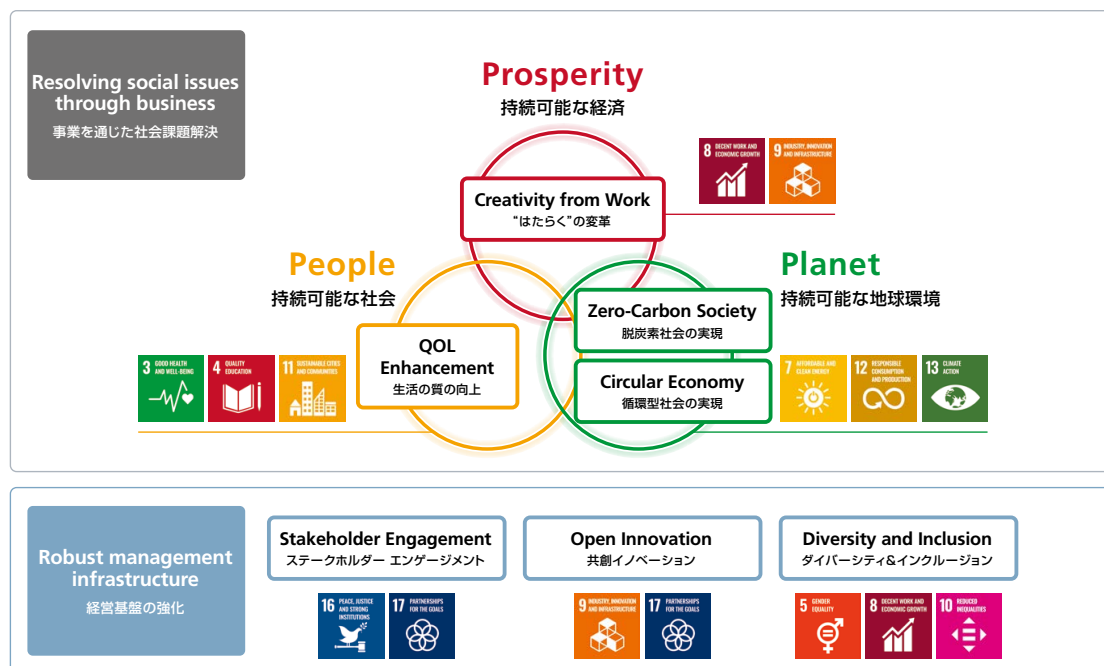 Resolving social issues
through business
事業を通じた社会課題解決
Prosperity
持続可能な経済
8 DECENT WORK AND
ECONOMIC GROWTH
9 INDUSTRY, INNOVATION
AND INFRASTRUCTURE
Creativity from Work
“はたらく”の変革
People
持続可能な社会
Planet
持続可能な地球環境
Zero-Carbon Society
脱炭素社会の実現
QOL
Enhancement
生活の質の向上
Circular Economy
循環型社会の実現
3 GOOD HEALTH
AND WELL-BEING
4 QUALITY
EDUCATION
11 SUSTAINABLE CITIES
AND COMMUNITIES
7 AFFORDABLE AND
CLEAN ENERGY
12 RESPONSIBLE
CONSUMPTION
AND PRODUCTION
13 CLIMATE
ACTION
Robust management
infrastructure
経営基盤の強化
Stakeholder Engagement
ステークホルダー エンゲージメント
16 PEACE, JUSTICE
AND STRONG
INSTITUTIONS
17 PARTNERSHIPS
FOR THE GOALS
Open Innovation
共創イノベーション
9 INDUSTRY, INNOVATION
AND INFRASTRUCTURE
17 PARTNERSHIPS
FOR THE GOALS
Diversity and Inclusion
ダイバーシティ&インクルージョン
5 GENDER
EQUALITY
8 DECENT WORK AND
ECONOMIC GROWTH
10 REDUCED
INEQUALITIES